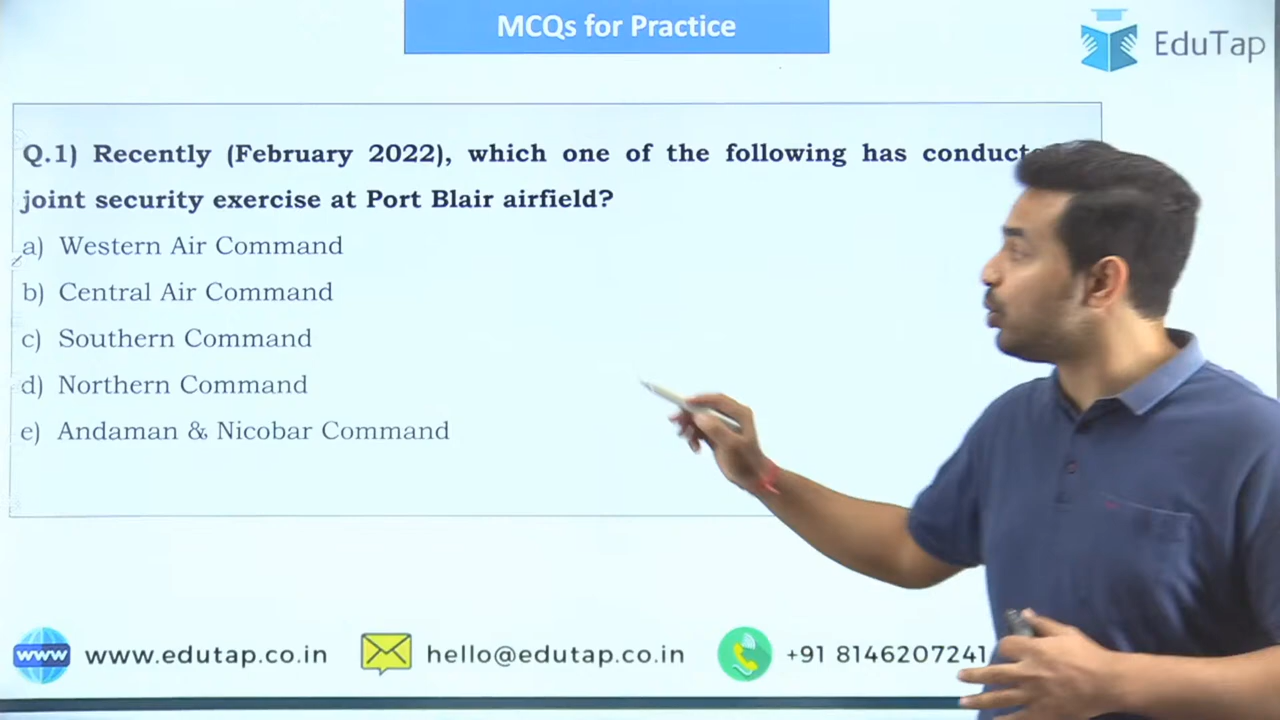 MCQs for Practice
EduTap
Q.1) Recently (February 2022), which one of the following has
joint security exercise at Port Blair airfield?
a) Western Air Command
b) Central Air Command
c) Southern Command
d) Northern Command
e) Andaman & Nicobar Command
www www.edutap.co.in hello@edutap.co.in +91 8146207241